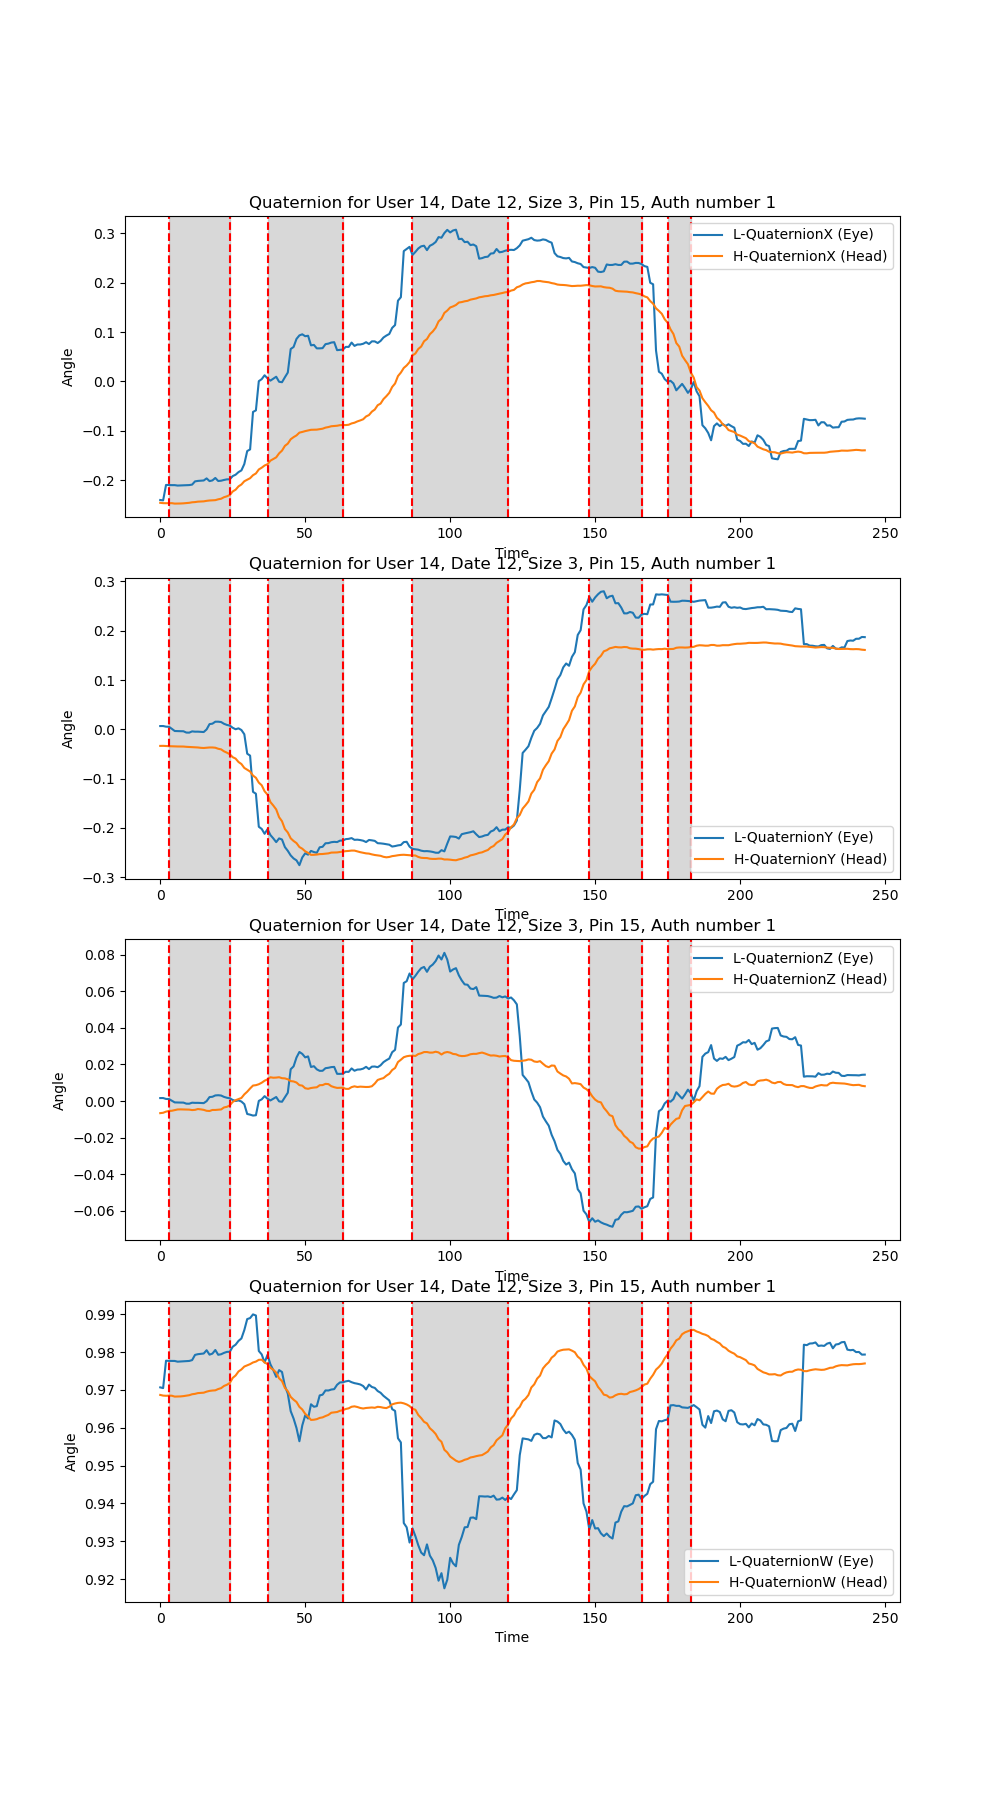 Quaternion for User 14, Date 12, Size 3, Pin 15, Auth number 1
0.3
0.2
0.1
0.0
−0.1
−0.2
Angle
L-QuaternionX (Eye)
H-QuaternionX (Head)
0 50 100 150 200 250
Time
Quaternion for User 14, Date 12, Size 3, Pin 15, Auth number 1
0.3
0.2
0.1
0.0
−0.1
−0.2
−0.3
Angle
L-QuaternionY (Eye)
H-QuaternionY (Head)
0 50 100 150 200 250
Time
Quaternion for User 14, Date 12, Size 3, Pin 15, Auth number 1
0.08
0.06
0.04
0.02
0.00
−0.02
−0.04
−0.06
Angle
L-QuaternionZ (Eye)
H-QuaternionZ (Head)
0 50 100 150 200 250
Time
Quaternion for User 14, Date 12, Size 3, Pin 15, Auth number 1
0.99
0.98
0.97
0.96
0.95
0.94
0.93
0.92
Angle
L-QuaternionW (Eye)
H-QuaternionW (Head)
0 50 100 150 200 250
Time